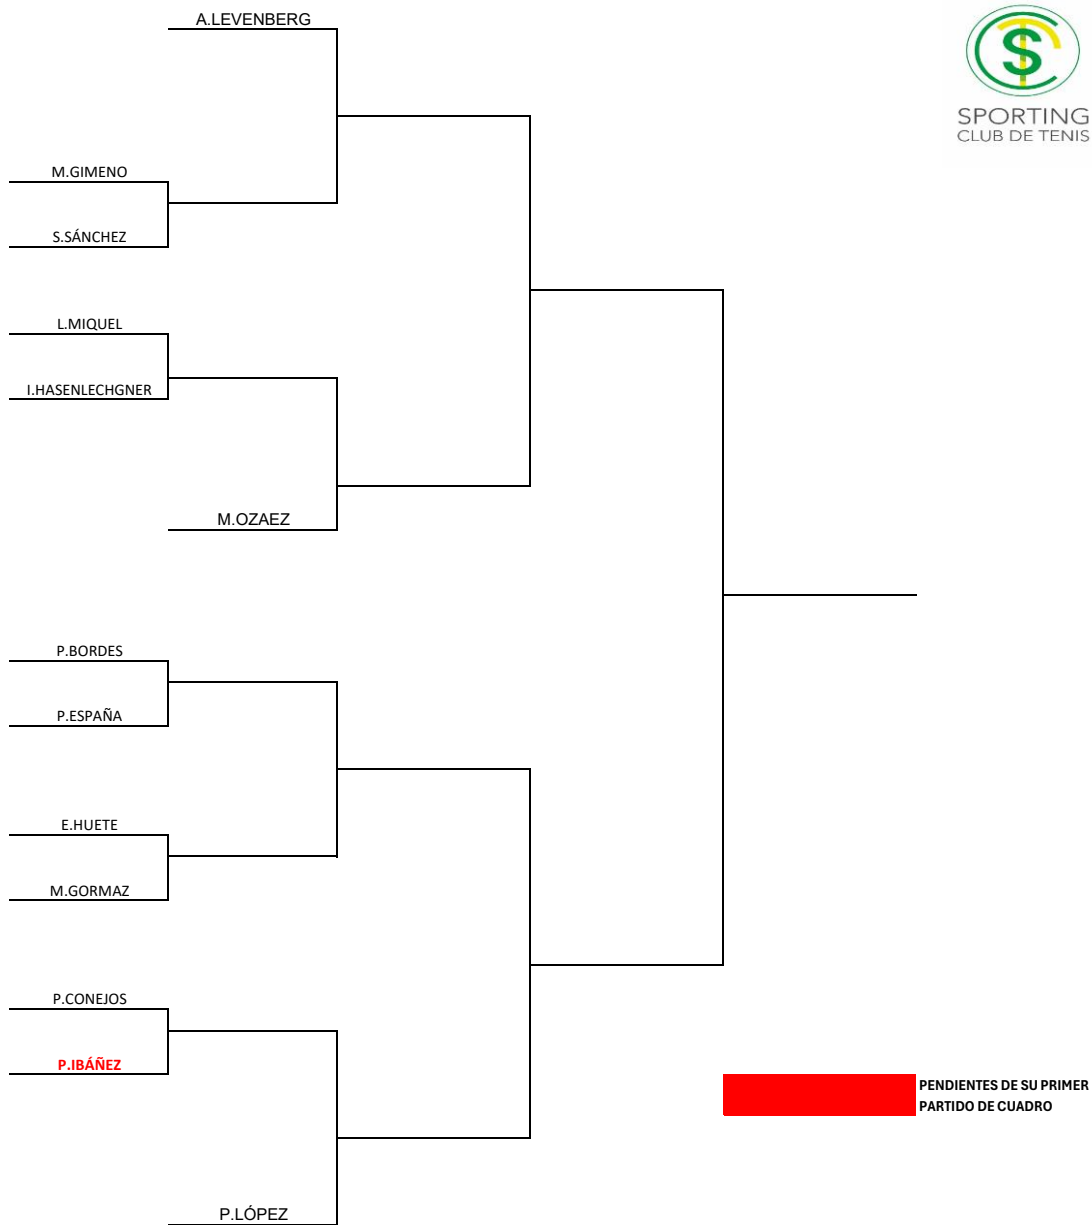 A.LEVENBERG
SPORTING
CLUB DE TENIS
M.GIMENO
S.SÁNCHEZ
L.MIQUEL
I.HASENLECHGNER
M.OZAEZ
P.BORDES
P.ESPAÑA
E.HUETE
M.GORMAZ
P.CONEJOS
P.IBÁÑEZ
PENDIENTES DE SU PRIMER
PARTIDO DE CUADRO
P.LÓPEZ